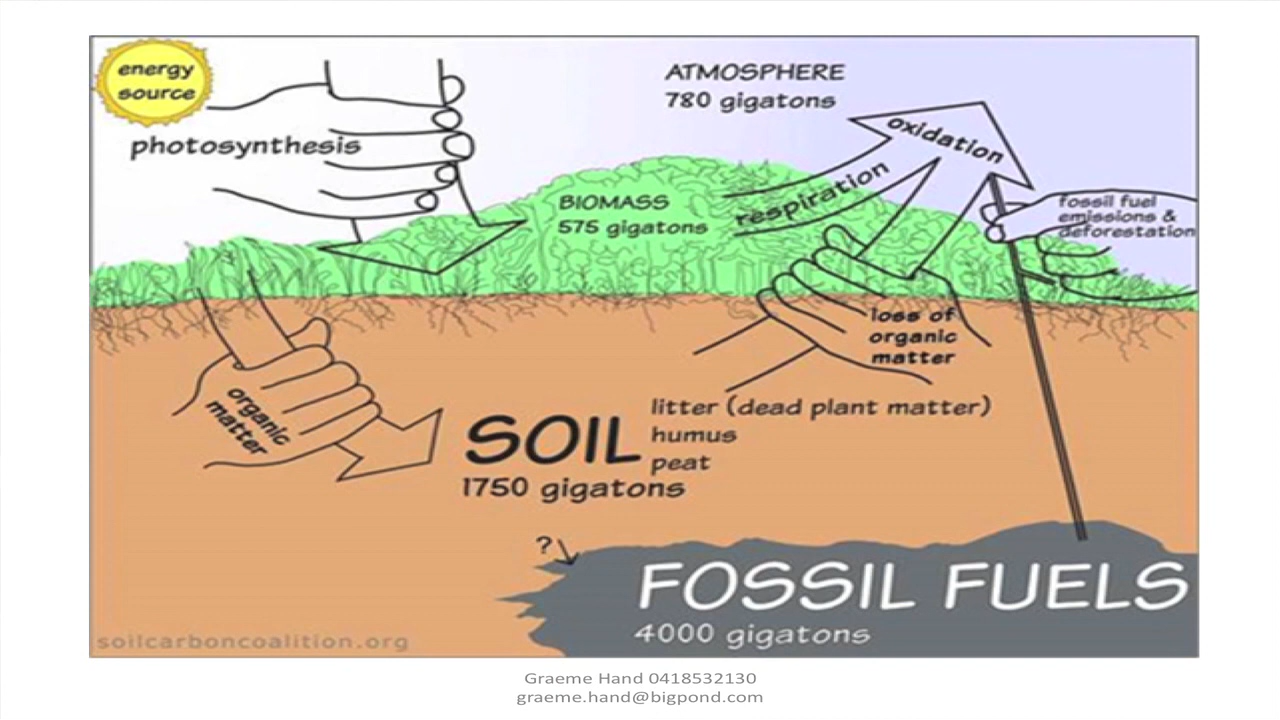 energy
source
photosynthesis
ATMOSPHERE
780 gigatons
oxidation
respiration
BIOMASS
575 gigatons
fossil fuel
emissions &
deforestation
loss of
organic
matter
organic
matter
SOIL
1750 gigatons
litter (dead plant matter)
humus
peat
?
FOSSIL FUELS
4000 gigatons
soilcarboncoalition.org
Graeme Hand 0418532130
graeme.hand@bigpond.com